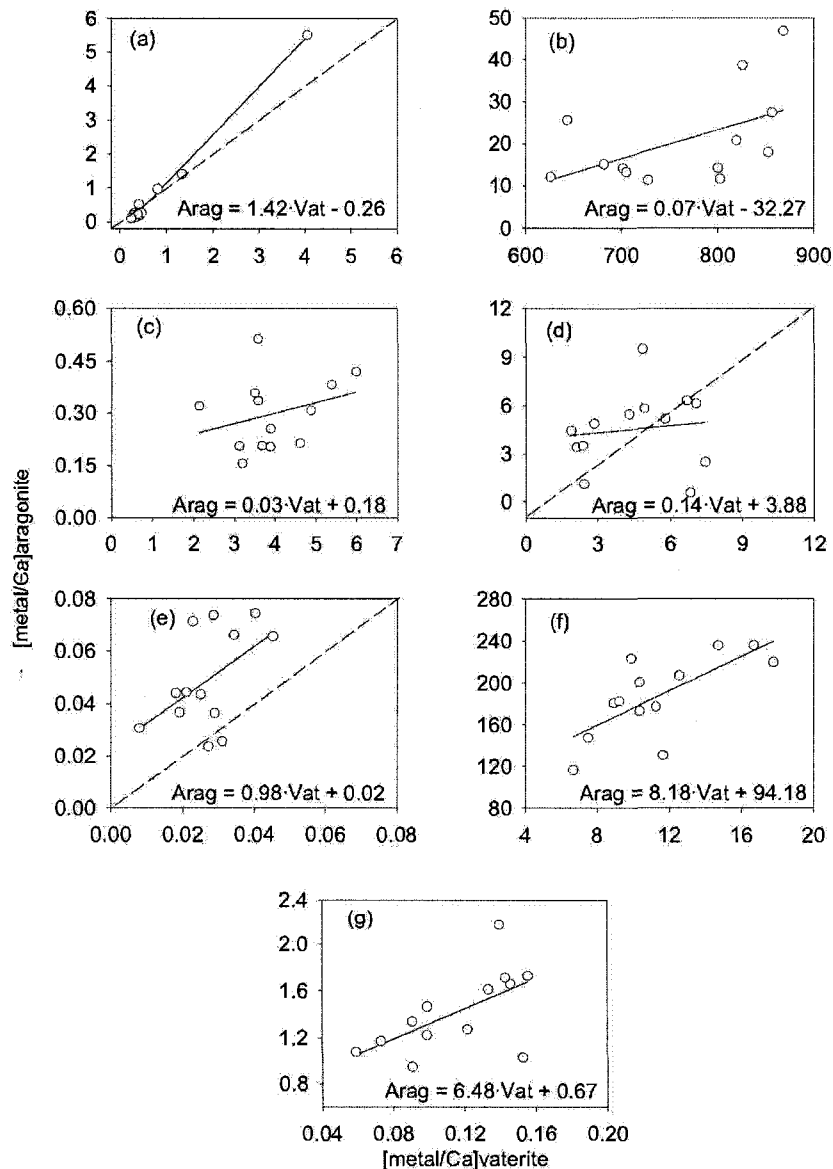 (a)
6
5
4
3
2
1
0
Arag = 1.42·Vat - 0.26
0 1 2 3 4 5 6
(b)
50
40
30
20
10
0
Arag = 0.07·Vat - 32.27
600 700 800 900
(c)
0.60
0.45
0.30
0.15
0.00
Arag = 0.03·Vat + 0.18
0 1 2 3 4 5 6 7
(d)
12
9
6
3
0
Arag = 0.14·Vat + 3.88
0 3 6 9 12
[metal/Ca]aragonite
(e)
0.08
0.06
0.04
0.02
0.00
Arag = 0.98·Vat + 0.02
0.00 0.02 0.04 0.06 0.08
(f)
280
240
200
160
120
80
Arag = 8.18·Vat + 94.18
4 8 12 16 20
(g)
2.4
2.0
1.6
1.2
0.8
Arag = 6.48·Vat + 0.67
0.04 0.08 0.12 0.16 0.20
[metal/Ca]vaterite